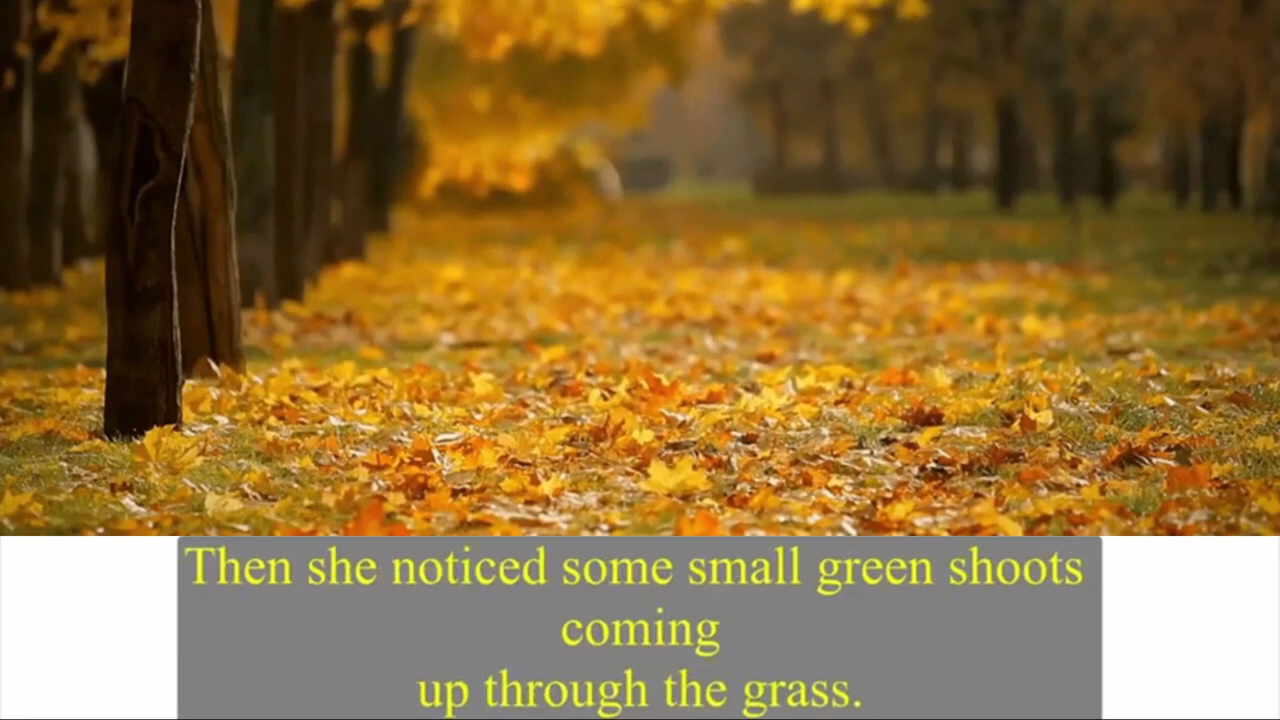 Then she noticed some small green shoots
coming
up through the grass.